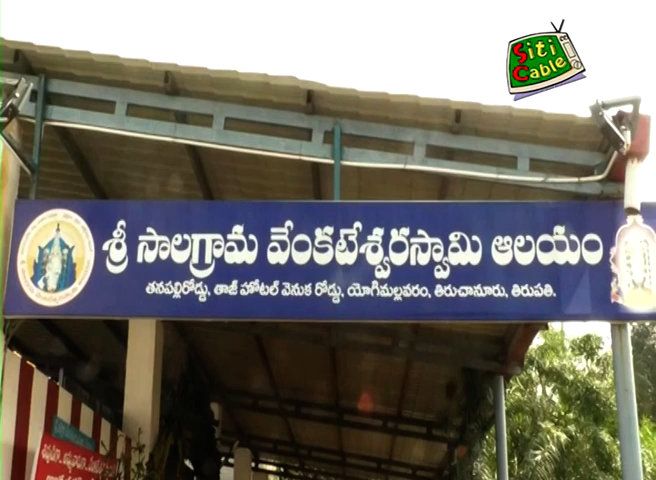 Siti
Cable
శ్రీ సాలగ్రామ వేంకటేశ్వరస్వామి ఆలయం
తనపల్లిరోడ్డు, తాజ్ హోటల్ వెనుక రోడ్డు, యోగిమల్లవరం, తిరుచానూరు, తిరుపతి.